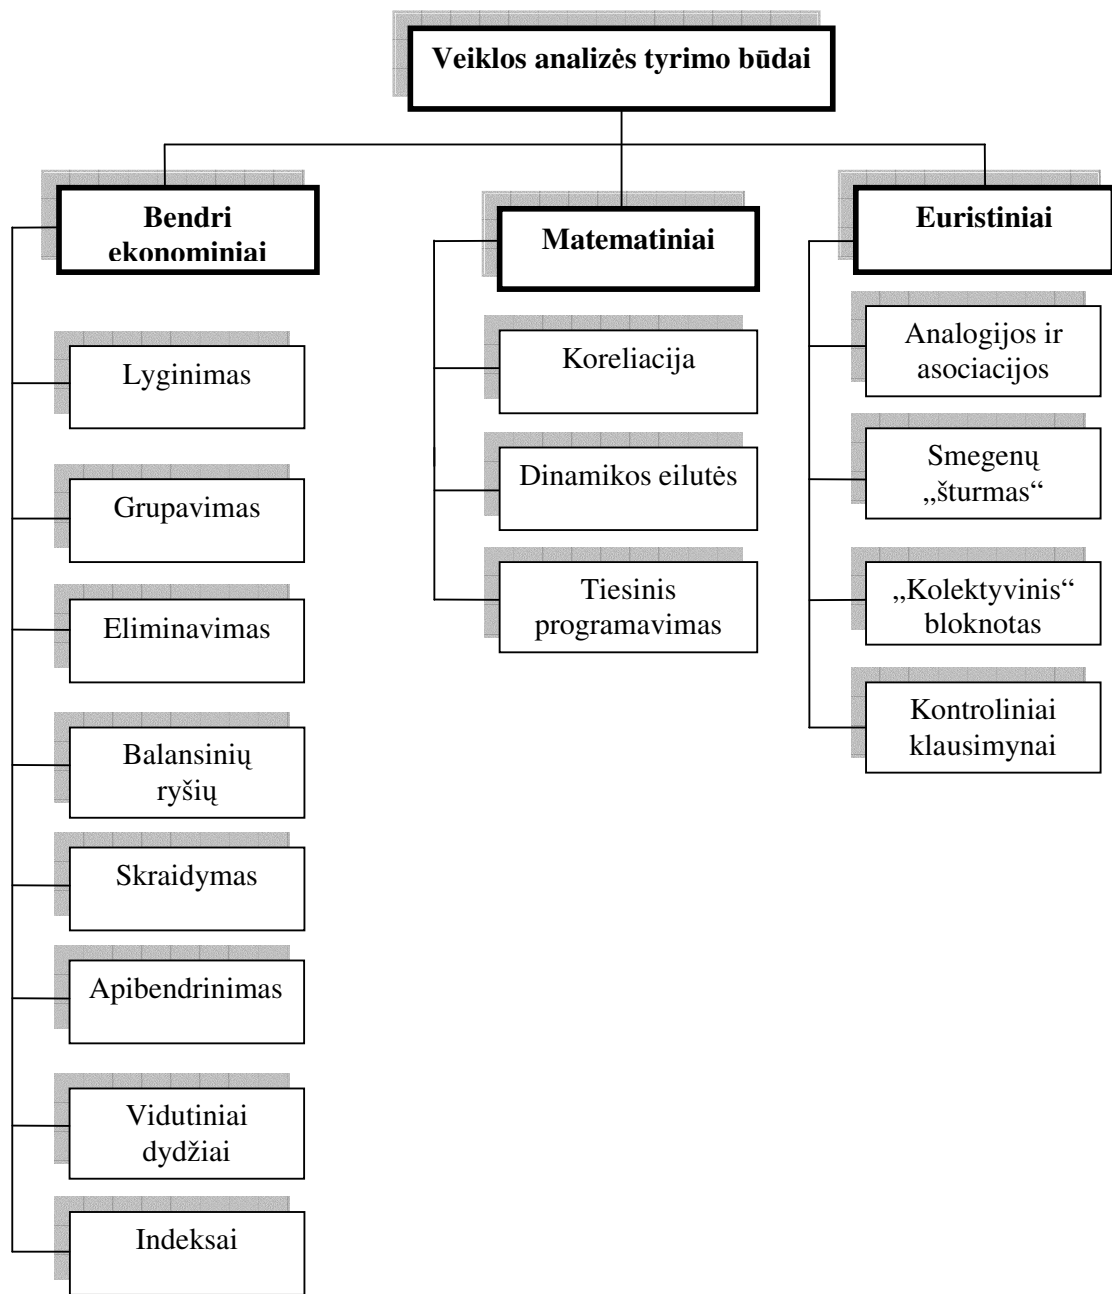 Veiklos analizės tyrimo būdai
Bendri
ekonominiai
Lyginimas
Grupavimas
Eliminavimas
Balansinių
ryšių
Skraidymas
Apibendrinimas
Vidutiniai
dydžiai
Indeksai
Matematiniai
Koreliacija
Dinamikos eilutės
Tiesinis
programavimas
Euristiniai
Analogijos ir
asociacijos
Smegenų
„šturmas“
„Kolektyvinis“
bloknotas
Kontroliniai
klausimynai